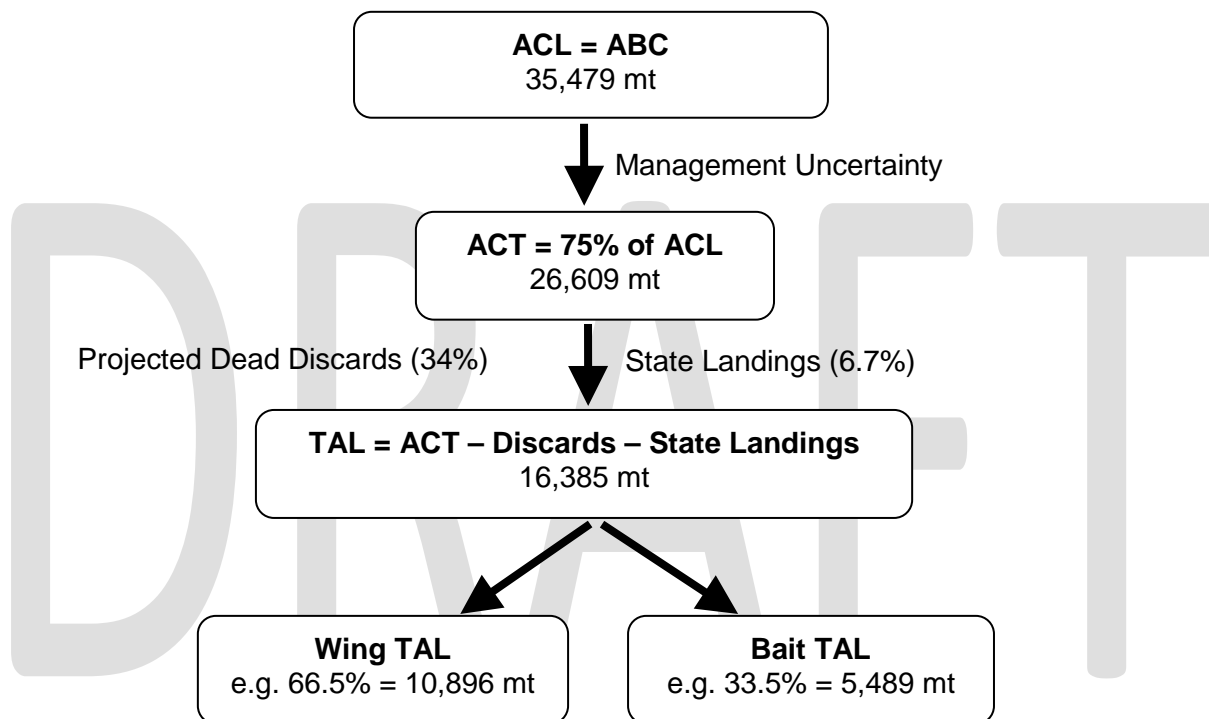 ACL = ABC
35,479 mt
Management Uncertainty
ACT = 75% of ACL
26,609 mt
Projected Dead Discards (34%)
State Landings (6.7%)
TAL = ACT – Discards – State Landings
16,385 mt
Wing TAL
e.g. 66.5% = 10,896 mt
Bait TAL
e.g. 33.5% = 5,489 mt
DRAFT